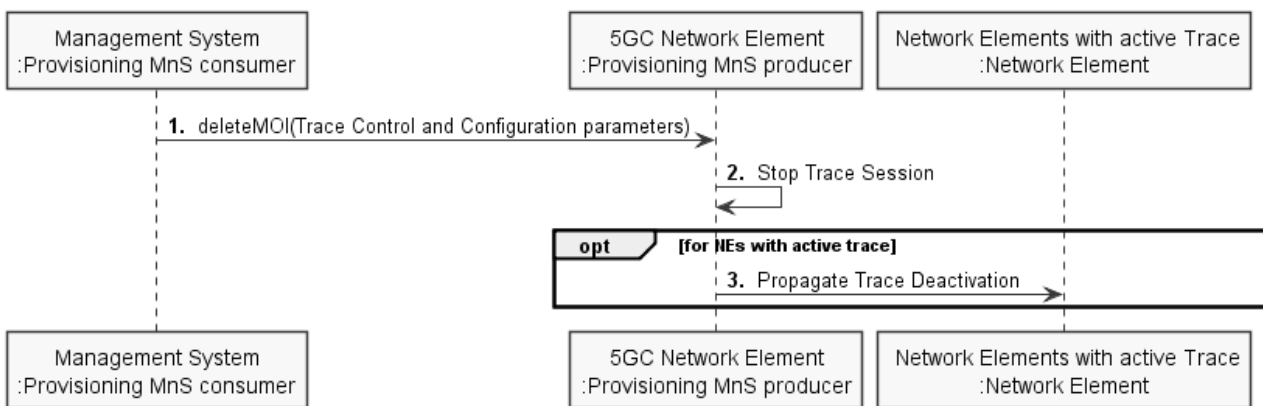 Management System
:Provisioning MnS consumer
5GC Network Element
:Provisioning MnS producer
Network Elements with active Trace
:Network Element
1. deleteMOI(Trace Control and Configuration parameters)
2. Stop Trace Session
opt [for NEs with active trace]
3. Propagate Trace Deactivation
Management System
:Provisioning MnS consumer
5GC Network Element
:Provisioning MnS producer
Network Elements with active Trace
:Network Element